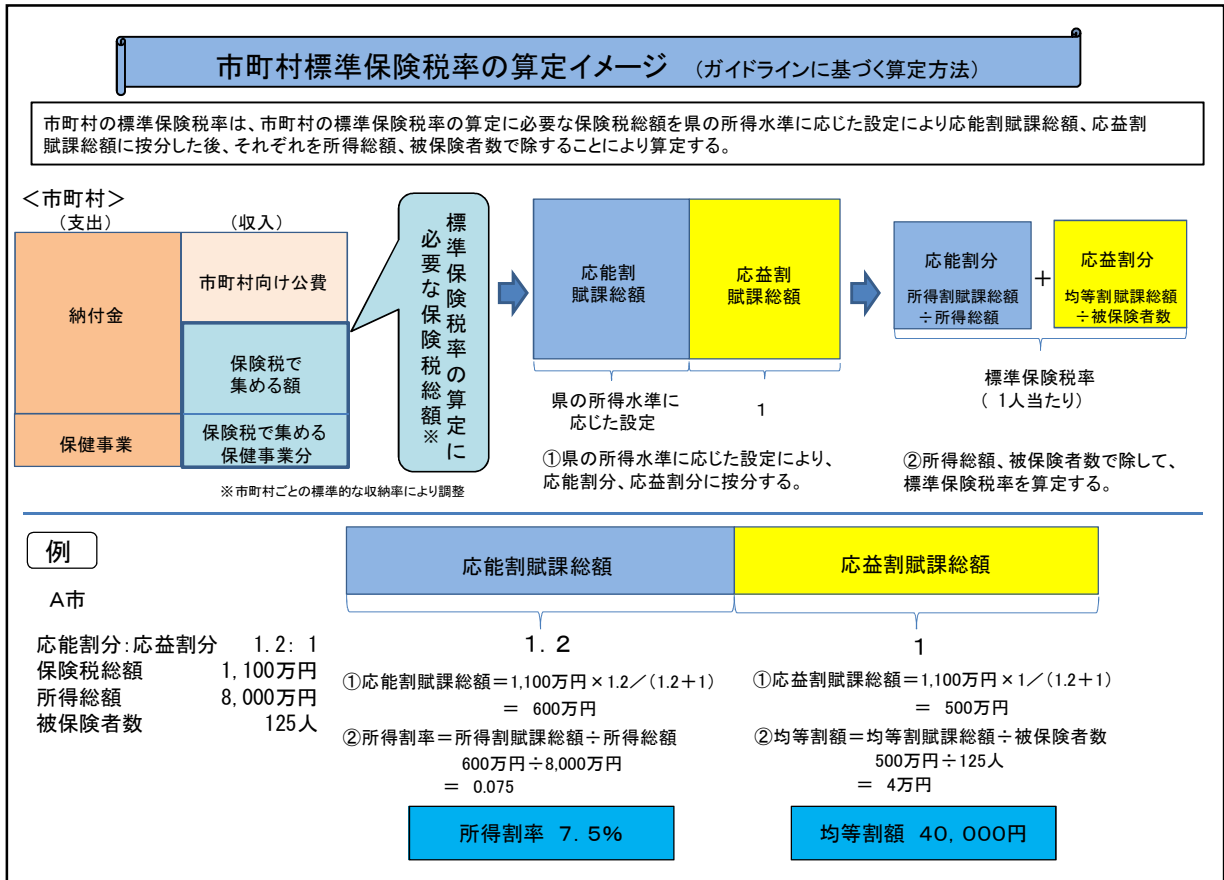 市町村標準保険税率の算定イメージ (ガイドラインに基づく算定方法)
市町村の標準保険税率は、市町村の標準保険税率の算定に必要な保険税総額を県の所得水準に応じた設定により応能割賦課総額、応益割
賦課総額に按分した後、それぞれを所得総額、被保険者数で除することにより算定する。
＜市町村＞
（支出）
（収入）
納付金
保健事業
市町村向け公費
保険税で
集める額
保険税で集める
保健事業分
標準保険税率の算定に
必要な保険税総額※
※市町村ごとの標準的な収納率により調整
応能割
賦課総額
応益割
賦課総額
県の所得水準に
応じた設定
1
①県の所得水準に応じた設定により、
応能割分、応益割分に按分する。
応能割分
所得割賦課総額
÷所得総額
＋
応益割分
均等割賦課総額
÷被保険者数
標準保険税率
（ 1人当たり）
②所得総額、被保険者数で除して、
標準保険税率を算定する。
例
A市
応能割分:応益割分 1.2: 1
保険税総額 1,100万円
所得総額 8,000万円
被保険者数 125人
応能割賦課総額
応益割賦課総額
1.2
1
①応能割賦課総額＝1,100万円×1.2／(1.2＋1)
＝ 600万円
②所得割率＝所得割賦課総額÷所得総額
600万円÷8,000万円
＝ 0.075
所得割率 7.5%
①応益割賦課総額＝1,100万円×1／(1.2＋1)
＝ 500万円
②均等割額＝均等割賦課総額÷被保険者数
500万円÷125人
＝ 4万円
均等割額 40,000円